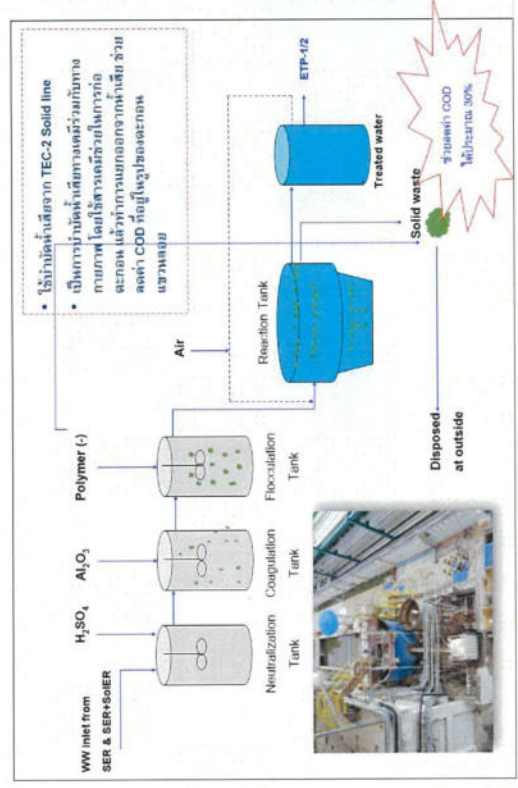 • ใช้บำบัดน้ำเสียจาก TEC-2 Solid line
• เป็นการบำบัดน้ำเสียทางเคมีร่วมกับทาง
กายภาพ โดยใช้สารเคมีช่วยในการก่อ
ตะกอน แล้วทำการแยกออกจากน้ำเสีย ช่วย
ลดค่า COD ที่อยู่ในรูปของตะกอน
แขวนลอย
WW inlet from
SER & SER+SolER
H₂SO₄
Al₂O₃
Polymer (-)
Air
Neutralization
Tank
Coagulation
Tank
Flocculation
Tank
Reaction Tank
Treated water
ETP-1/2
Solid waste
Disposed
at outside
ช่วยลดค่า COD
ได้ประมาณ 30%